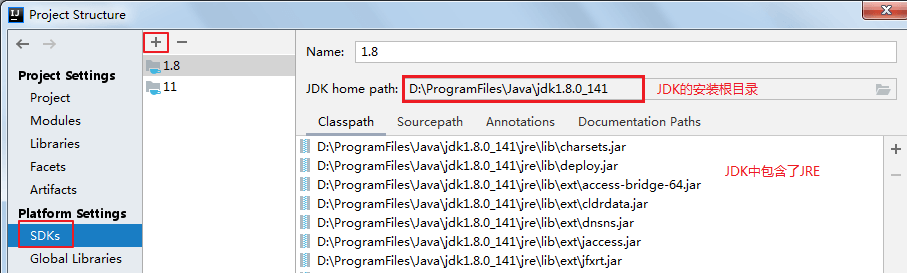 IJ Project Structure
Project Settings
Project
Modules
Libraries
Facets
Artifacts
Platform Settings
SDKs
Global Libraries
1.8
11
Name: 1.8
JDK home path: D:\ProgramFiles\Java\jdk1.8.0_141 JDK的安装根目录
Classpath Sourcepath Annotations Documentation Paths
D:\ProgramFiles\Java\jdk1.8.0_141\jre\lib\charsets.jar
D:\ProgramFiles\Java\jdk1.8.0_141\jre\lib\deploy.jar
D:\ProgramFiles\Java\jdk1.8.0_141\jre\lib\ext\access-bridge-64.jar
D:\ProgramFiles\Java\jdk1.8.0_141\jre\lib\ext\cldrdata.jar
D:\ProgramFiles\Java\jdk1.8.0_141\jre\lib\ext\dnsns.jar
D:\ProgramFiles\Java\jdk1.8.0_141\jre\lib\ext\jaccess.jar
D:\ProgramFiles\Java\jdk1.8.0_141\jre\lib\ext\jfxrt.jar
JDK中包含了JRE